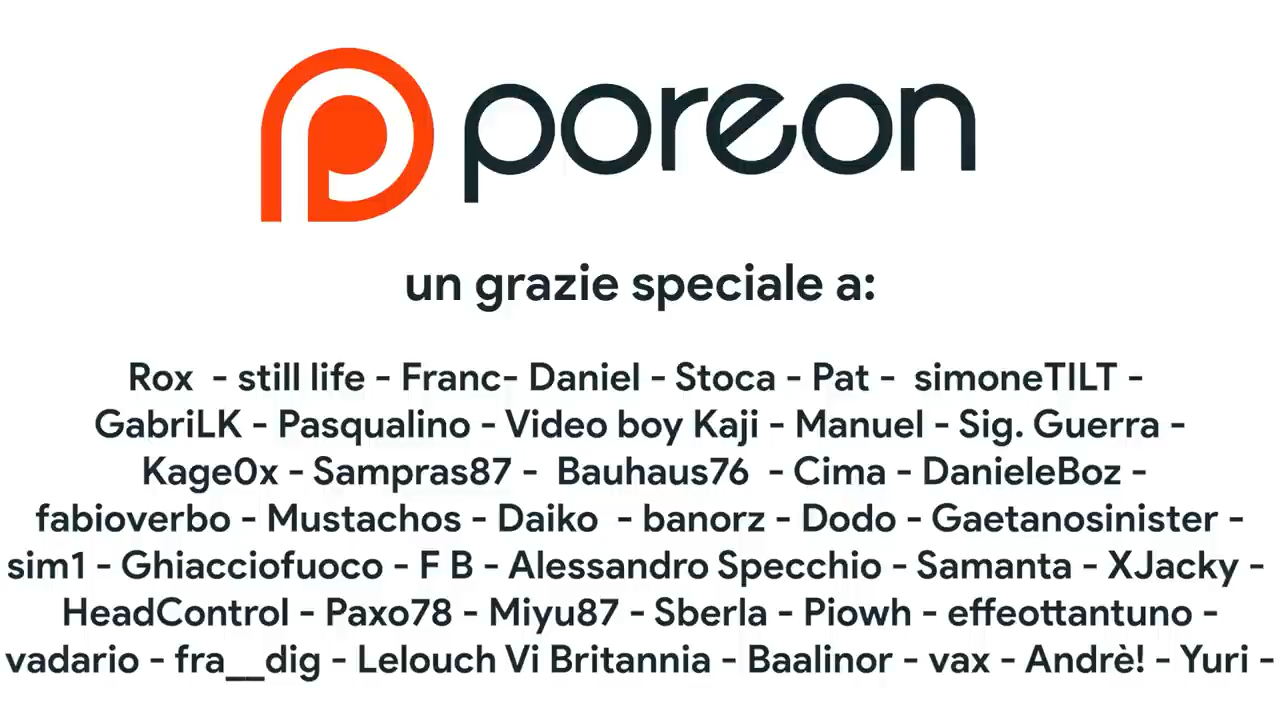 poreon
un grazie speciale a:
Rox - still life - Franc- Daniel - Stoca - Pat - simoneTILT -
GabriLK - Pasqualino - Video boy Kaji - Manuel - Sig. Guerra -
Kage0x - Sampras87 - Bauhaus76 - Cima - DanieleBoz -
fabioverbo - Mustachos - Daiko - banorz - Dodo - Gaetanosinister -
sim1 - Ghiacciofuoco - F B - Alessandro Specchio - Samanta - XJacky -
HeadControl - Paxo78 - Miyu87 - Sberla - Piowh - effeottantuno -
vadario - fra__dig - Lelouch Vi Britannia - Baalinor - vax - Andrè! - Yuri -